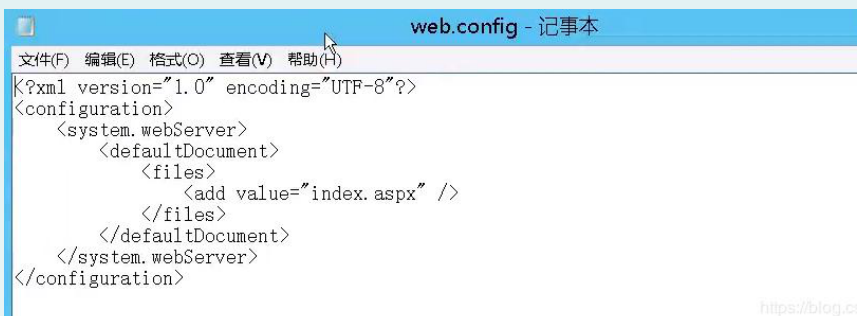 web.config - 记事本
文件(F) 编辑(E) 格式(O) 查看(V) 帮助(H)
<?xml version="1.0" encoding="UTF-8"?>
<configuration>
    <system.webServer>
        <defaultDocument>
            <files>
                <add value="index.aspx" />
            </files>
        </defaultDocument>
    </system.webServer>
</configuration>
https://blog.c